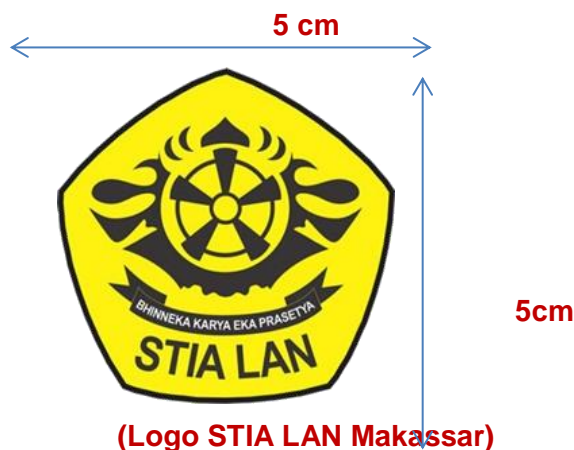 5 cm
5cm
BHINNEKA KARYA EKA PRASETYA
STIA LAN
(Logo STIA LAN Makassar)